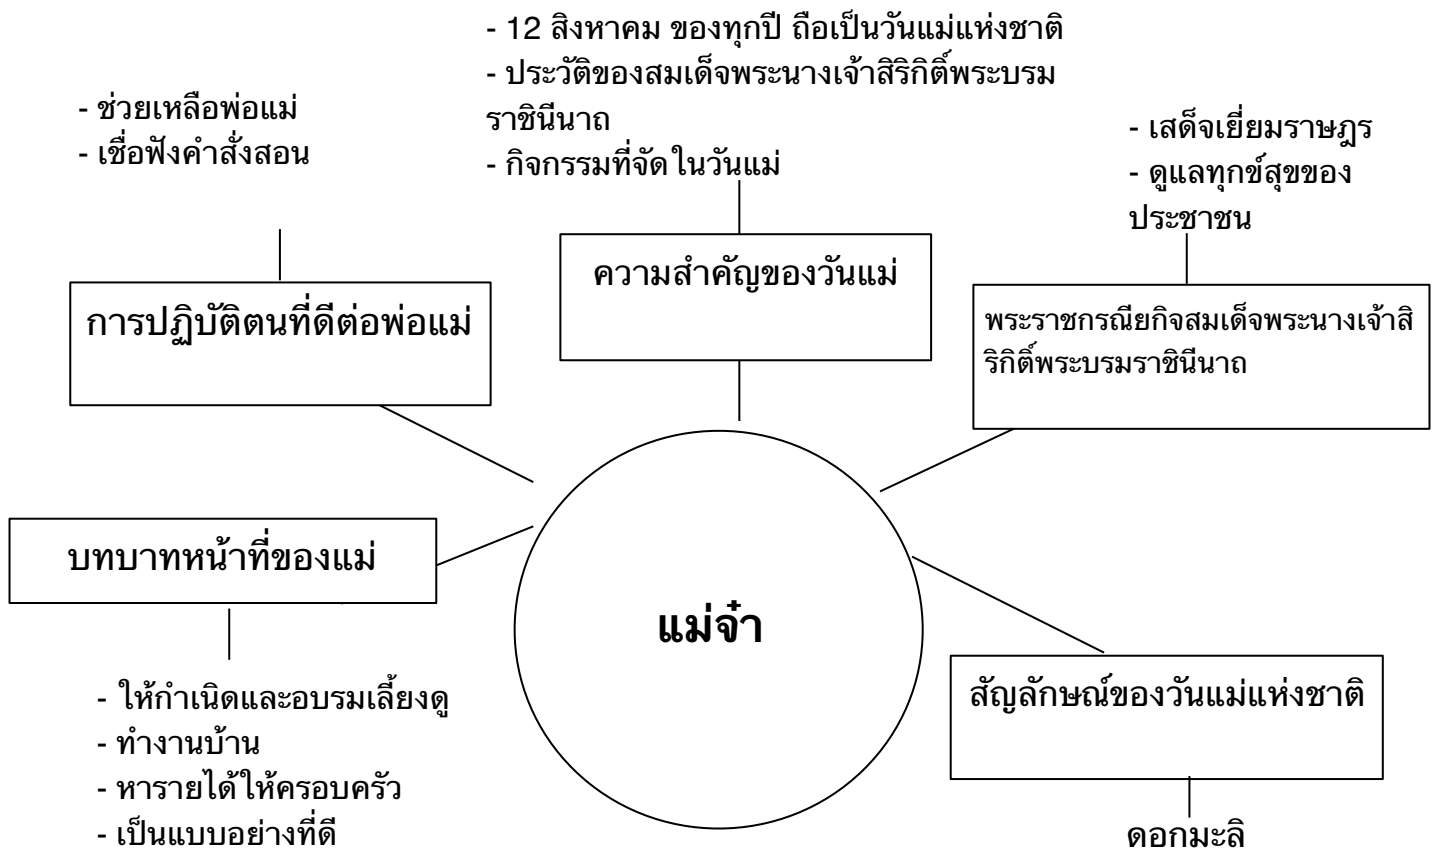 - 12 สิงหาคม ของทุกปี ถือเป็นวันแม่แห่งชาติ
- ประวัติของสมเด็จพระนางเจ้าสิริกิติ์พระบรม
ราชินีนาถ
- กิจกรรมที่จัดในวันแม่
- ช่วยเหลือพ่อแม่
- เชื่อฟังคำสั่งสอน
- เสด็จเยี่ยมราษฎร
- ดูแลทุกข์สุขของ
ประชาชน
ความสำคัญของวันแม่
การปฏิบัติตนที่ดีต่อพ่อแม่
พระราชกรณียกิจสมเด็จพระนางเจ้าสิ
ริกิติ์พระบรมราชินีนาถ
บทบาทหน้าที่ของแม่
แม่จ๋า
สัญลักษณ์ของวันแม่แห่งชาติ
- ให้กำเนิดและอบรมเลี้ยงดู
- ทำงานบ้าน
- หารายได้ให้ครอบครัว
- เป็นแบบอย่างที่ดี
ดอกมะลิ